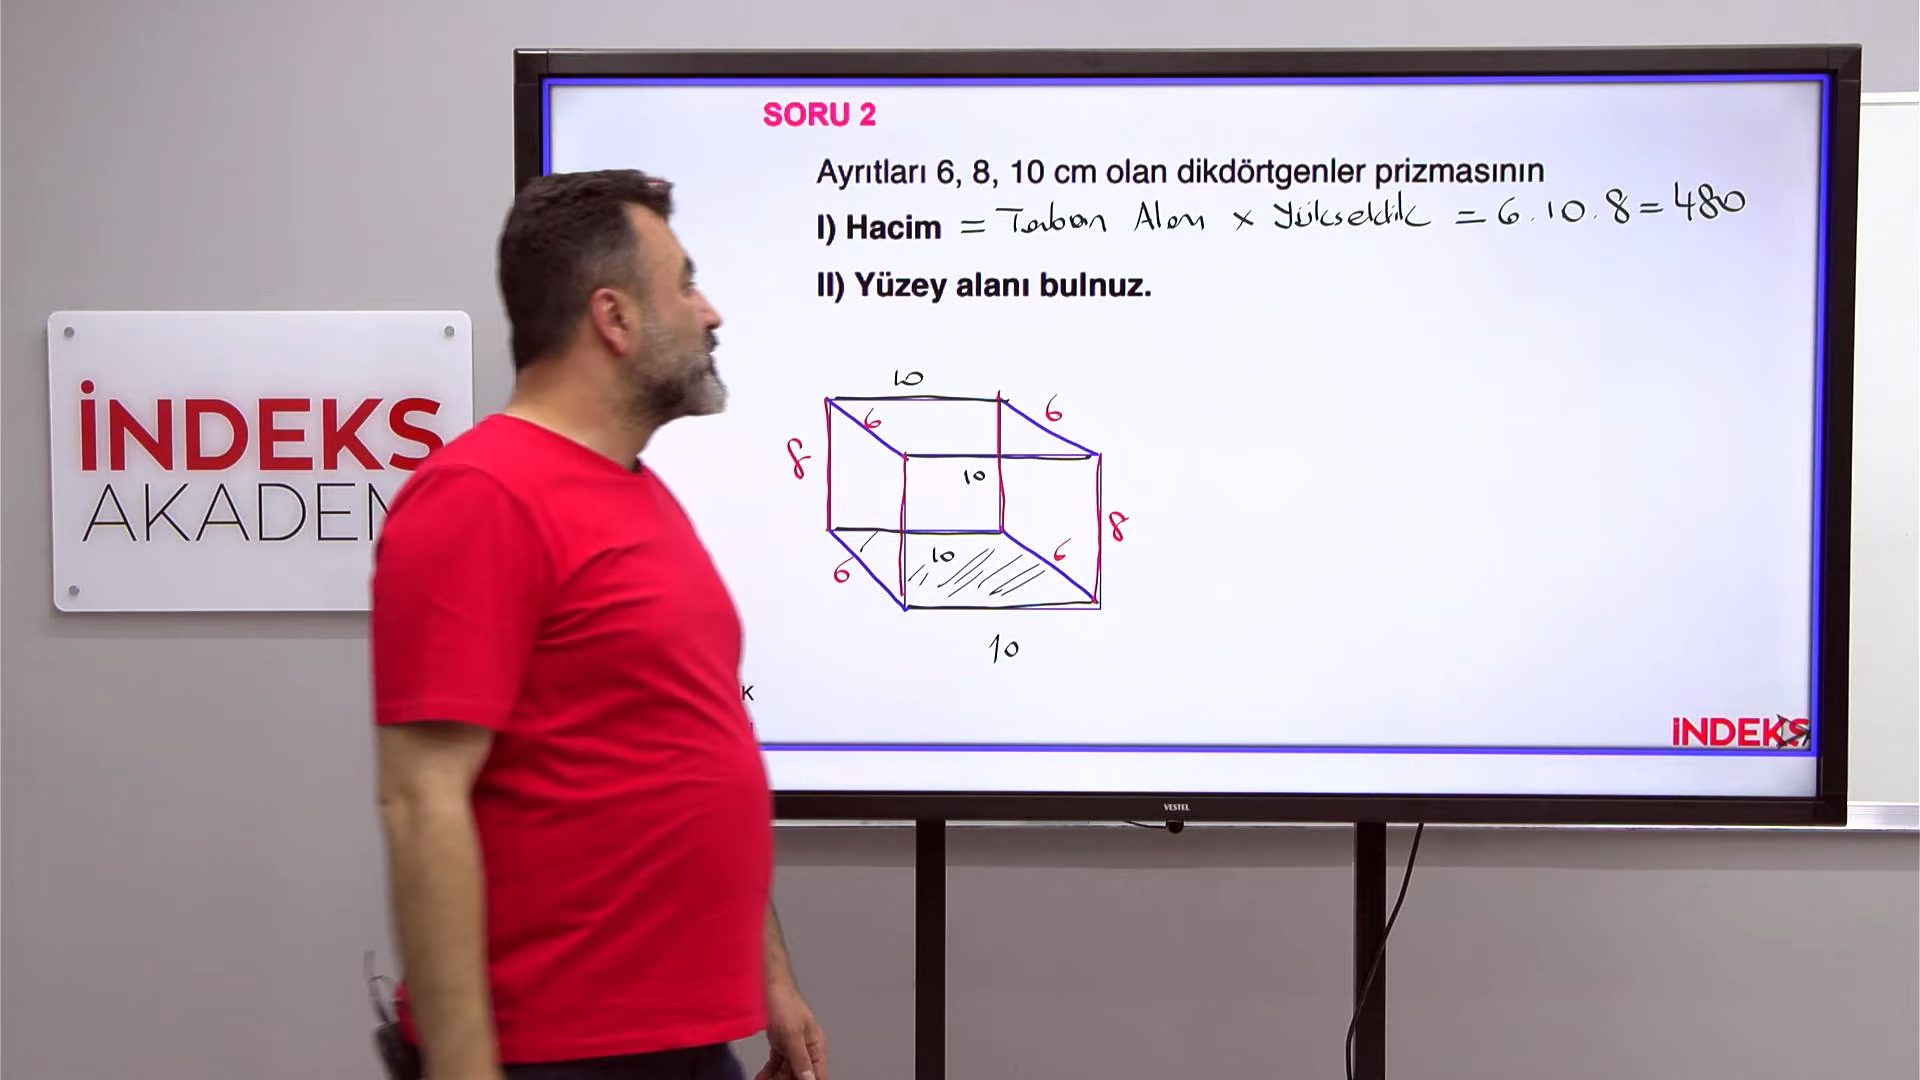 SORU 2
Ayrıtları 6, 8, 10 cm olan dikdörtgenler prizmasının
I) Hacim = Taban Alanı x Yükseklik = 6.10.8=480
II) Yüzey alanı bulnuz.
10
6
6
8
10
8
10
6
6
10
K
İNDEKS
İNDEKS
AKADEM
VESTEL